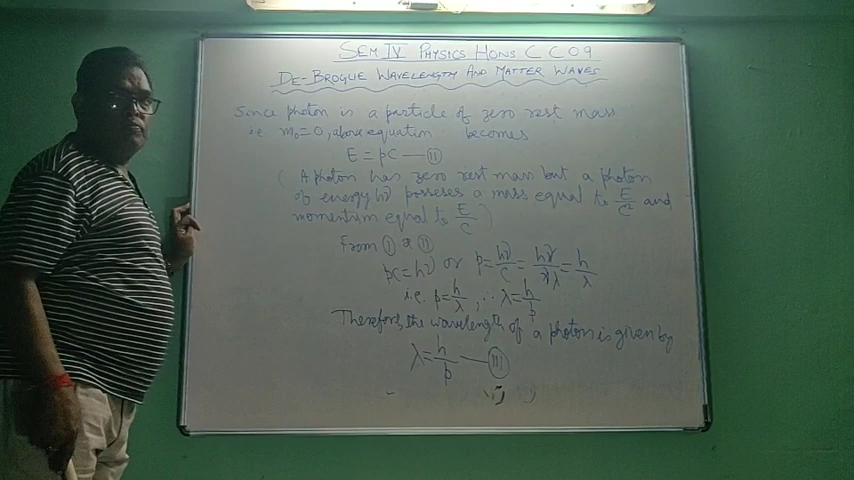 SEM IV PHYSICS HONS C C 09
DE-BROGLIE WAVELENGTH AND MATTER WAVES
Since photon is a particle of zero rest mass
i.e. m₀=0, above equation becomes
E = pC — (II)
( A photon has zero rest mass but a photon
of energy hν posseses a mass equal to E/C² and
momentum equal to E/C )
From (I) & (II)
pC = hν or p = hν/C = hν/νλ = h/λ
i.e. p = h/λ, ∴ λ = h/p
Therefore, the wavelength of a photon is given by
λ = h/p — (III)